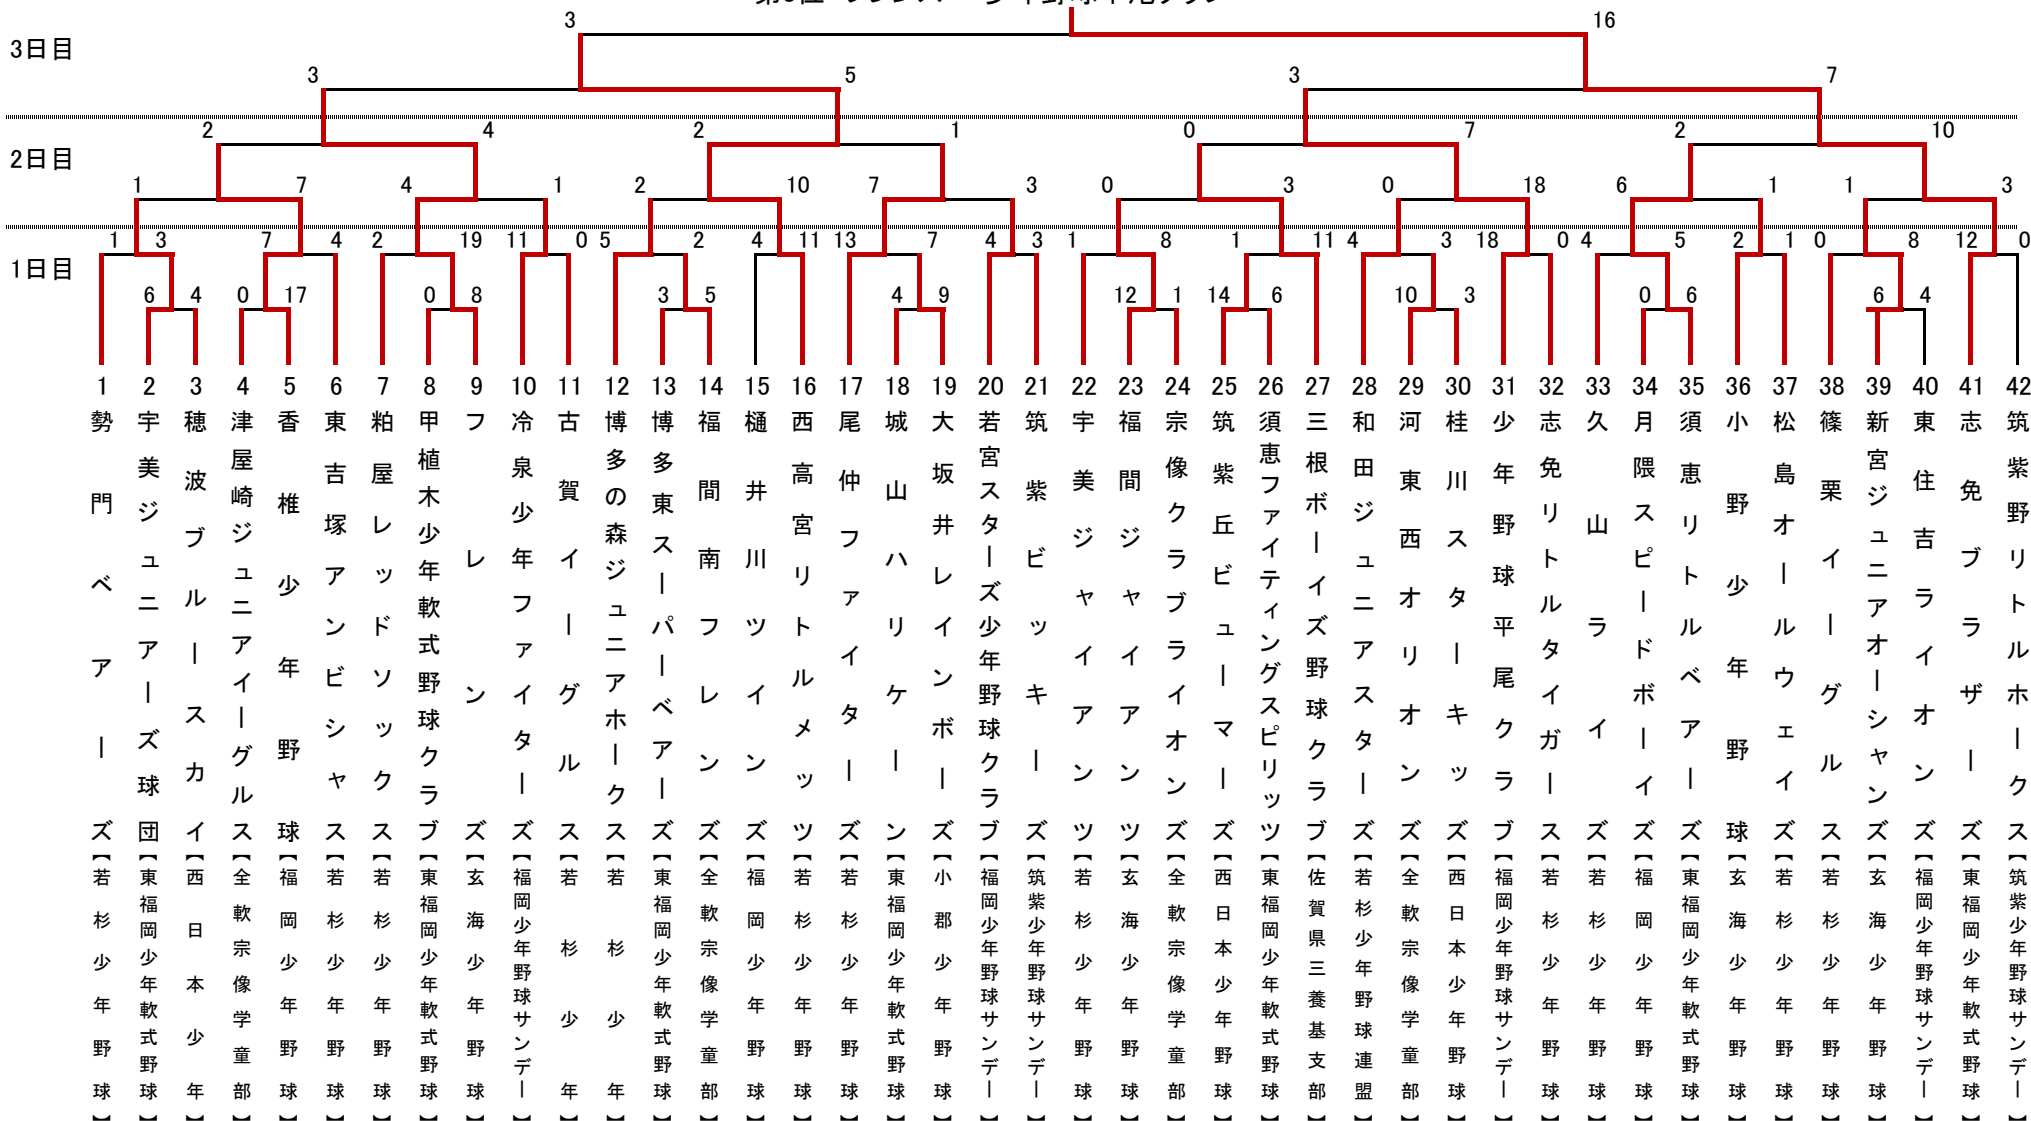 3 16
3日目
3 5 3 7
2 4 2 1 0 7 2 10
2日目
1 7 4 1 2 10 7 3 0 3 0 18 6 1 1 3
1 3 7 4 2 19 11 0 5 2 4 11 13 7 4 3 1 8 1 11 4 3 18 0 4 5 2 1 0 8 12 0
1日目
6 4 0 17 0 8 3 5 4 9 12 1 14 6 10 3 0 6 6 4
1 勢門ベアーズ【若杉少年野球】
2 宇美ジュニアーズ球団【東福岡少年軟式野球】
3 穂波ブルースカイ【西日本少年】
4 津屋崎ジュニアイーグルス【全軟宗像学童部】
5 香椎少年野球【福岡少年野球】
6 東吉塚アンビシャス【若杉少年野球】
7 粕屋レッドソックス【若杉少年野球】
8 甲植木少年軟式野球クラブ【東福岡少年軟式野球】
9 フレンズ【玄海少年野球】
10 冷泉少年ファイターズ【福岡少年野球サンデー】
11 古賀イーグルス【若杉少年】
12 博多の森ジュニアホークス【若杉少年】
13 博多東スーパーベアーズ【東福岡少年軟式野球】
14 福間南フレンズ【全軟宗像学童部】
15 樋井川ツインズ【福岡少年野球】
16 西高宮リトルメッツ【若杉少年野球】
17 尾仲ファイターズ【若杉少年野球】
18 城山ハリケーン【東福岡少年軟式野球】
19 大坂井レインボーズ【小郡少年野球】
20 若宮スターズ少年野球クラブ【福岡少年野球サンデー】
21 筑紫ビッキーズ【筑紫少年野球サンデー】
22 宇美ジャイアンツ【若杉少年野球】
23 福間ジャイアンツ【玄海少年野球】
24 宗像クラブライオンズ【全軟宗像学童部】
25 筑紫丘ビューマーズ【西日本少年野球】
26 須恵ファイティングスピリッツ【東福岡少年軟式野球】
27 三根ボーイズ野球クラブ【佐賀県三養基支部】
28 和田ジュニアスターズ【若杉少年野球連盟】
29 河東西オリオンズ【全軟宗像学童部】
30 桂川スターキッズ【西日本少年野球】
31 少年野球平尾クラブ【福岡少年野球サンデー】
32 志免リトルタイガース【若杉少年野球】
33 久山ライズ【若杉少年野球】
34 月隈スピードボーイズ【福岡少年野球】
35 須恵リトルベアーズ【東福岡少年軟式野球】
36 小野少年野球【玄海少年野球】
37 松島オールウェイズ【若杉少年野球】
38 篠栗イーグルス【若杉少年野球】
39 新宮ジュニアオーシャンズ【玄海少年野球】
40 東住吉ライオンズ【福岡少年野球サンデー】
41 志免ブラザーズ【東福岡少年軟式野球】
42 筑紫野リトルホークス【筑紫少年野球サンデー】